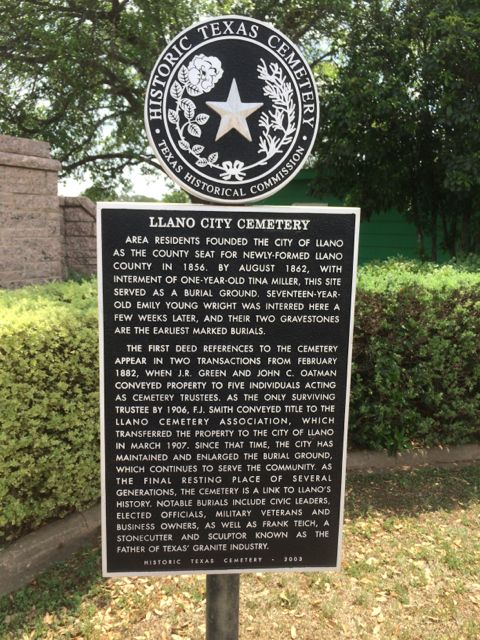 HISTORIC TEXAS CEMETERY
TEXAS HISTORICAL COMMISSION
LLANO CITY CEMETERY
AREA RESIDENTS FOUNDED THE CITY OF LLANO
AS THE COUNTY SEAT FOR NEWLY-FORMED LLANO
COUNTY IN 1856. BY AUGUST 1862, WITH
INTERMENT OF ONE-YEAR-OLD TINA MILLER, THIS SITE
SERVED AS A BURIAL GROUND. SEVENTEEN-YEAR-
OLD EMILY YOUNG WRIGHT WAS INTERRED HERE A
FEW WEEKS LATER, AND THEIR TWO GRAVESTONES
ARE THE EARLIEST MARKED BURIALS.
THE FIRST DEED REFERENCES TO THE CEMETERY
APPEAR IN TWO TRANSACTIONS FROM FEBRUARY
1882, WHEN J.R. GREEN AND JOHN C. OATMAN
CONVEYED PROPERTY TO FIVE INDIVIDUALS ACTING
AS CEMETERY TRUSTEES. AS THE ONLY SURVIVING
TRUSTEE BY 1906, F.J. SMITH CONVEYED TITLE TO THE
LLANO CEMETERY ASSOCIATION, WHICH
TRANSFERRED THE PROPERTY TO THE CITY OF LLANO
IN MARCH 1907. SINCE THAT TIME, THE CITY HAS
MAINTAINED AND ENLARGED THE BURIAL GROUND,
WHICH CONTINUES TO SERVE THE COMMUNITY. AS
THE FINAL RESTING PLACE OF SEVERAL
GENERATIONS, THE CEMETERY IS A LINK TO LLANO'S
HISTORY. NOTABLE BURIALS INCLUDE CIVIC LEADERS,
ELECTED OFFICIALS, MILITARY VETERANS AND
BUSINESS OWNERS, AS WELL AS FRANK TEICH, A
STONECUTTER AND SCULPTOR KNOWN AS THE
FATHER OF TEXAS' GRANITE INDUSTRY.
HISTORIC TEXAS CEMETERY • 2003